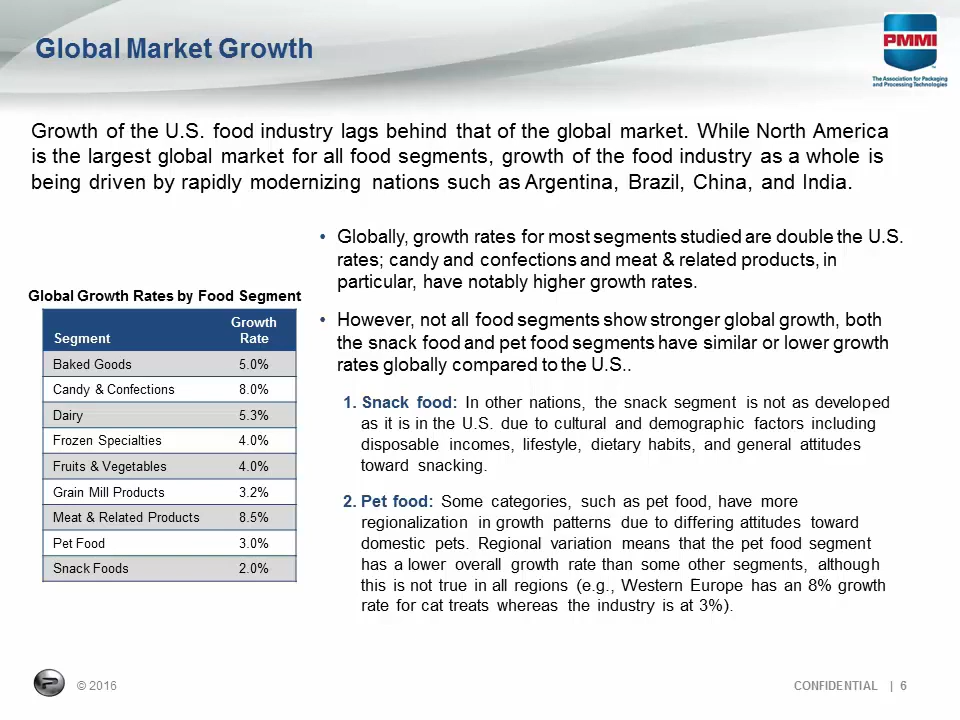 Global Market Growth
PMMI
The Association for Packaging
and Processing Technologies
Growth of the U.S. food industry lags behind that of the global market. While North America
is the largest global market for all food segments, growth of the food industry as a whole is
being driven by rapidly modernizing nations such as Argentina, Brazil, China, and India.
• Globally, growth rates for most segments studied are double the U.S.
rates; candy and confections and meat & related products, in
particular, have notably higher growth rates.
• However, not all food segments show stronger global growth, both
the snack food and pet food segments have similar or lower growth
rates globally compared to the U.S..
1. Snack food: In other nations, the snack segment is not as developed
as it is in the U.S. due to cultural and demographic factors including
disposable incomes, lifestyle, dietary habits, and general attitudes
toward snacking.
2. Pet food: Some categories, such as pet food, have more
regionalization in growth patterns due to differing attitudes toward
domestic pets. Regional variation means that the pet food segment
has a lower overall growth rate than some other segments, although
this is not true in all regions (e.g., Western Europe has an 8% growth
rate for cat treats whereas the industry is at 3%).
Global Growth Rates by Food Segment
Segment Growth Rate
Baked Goods 5.0%
Candy & Confections 8.0%
Dairy 5.3%
Frozen Specialties 4.0%
Fruits & Vegetables 4.0%
Grain Mill Products 3.2%
Meat & Related Products 8.5%
Pet Food 3.0%
Snack Foods 2.0%
© 2016
CONFIDENTIAL | 6